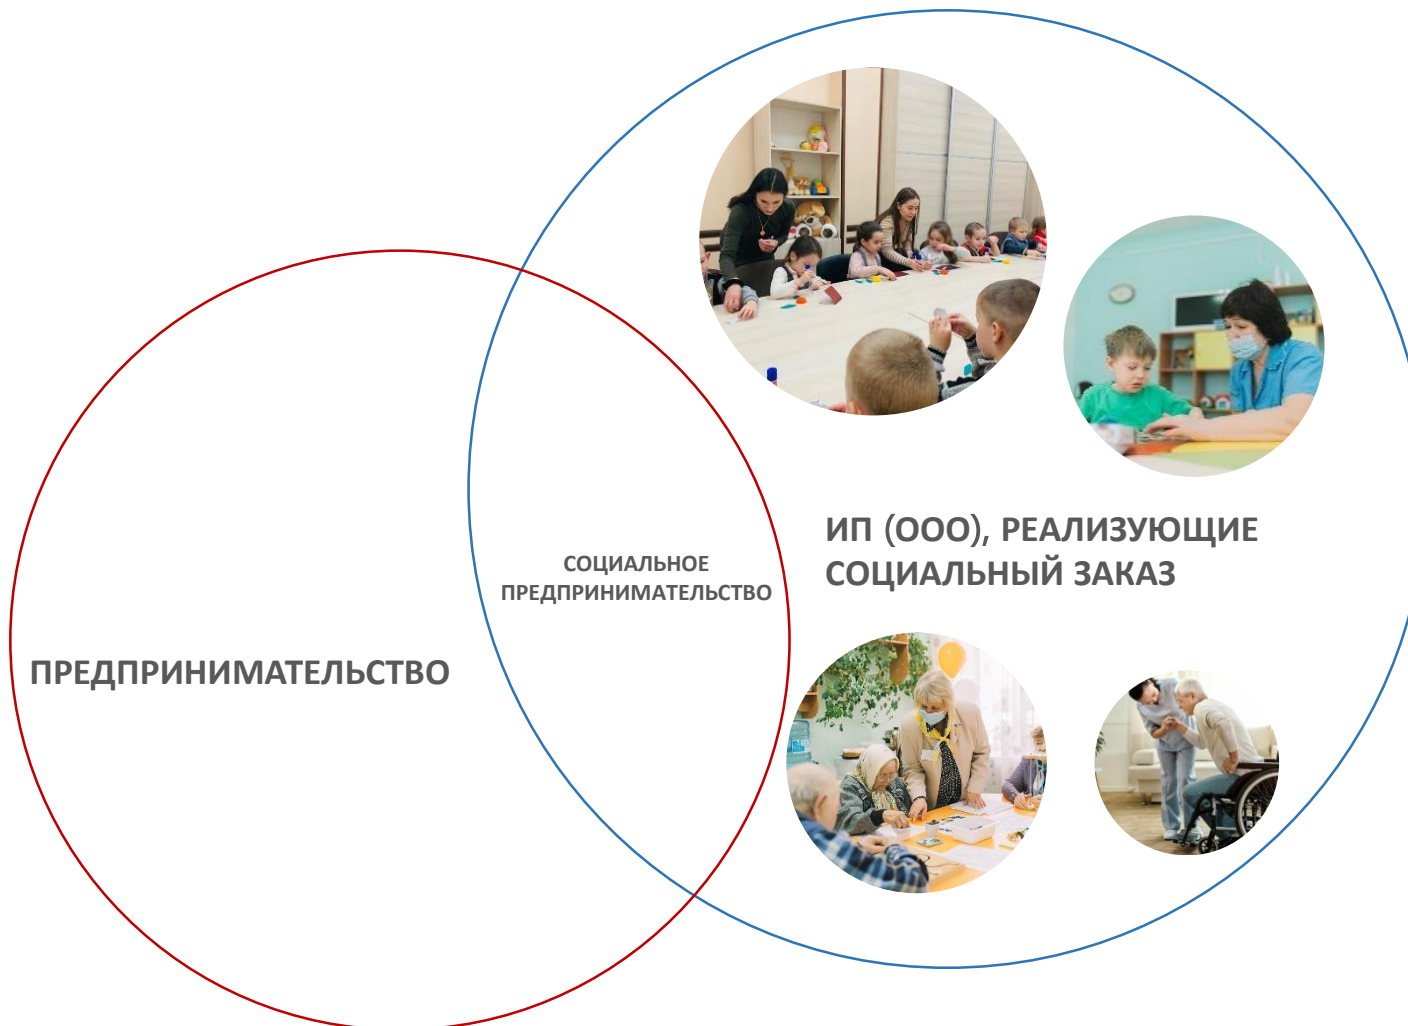 ИП (ООО), РЕАЛИЗУЮЩИЕ
СОЦИАЛЬНЫЙ ЗАКАЗ
СОЦИАЛЬНОЕ
ПРЕДПРИНИМАТЕЛЬСТВО
ПРЕДПРИНИМАТЕЛЬСТВО